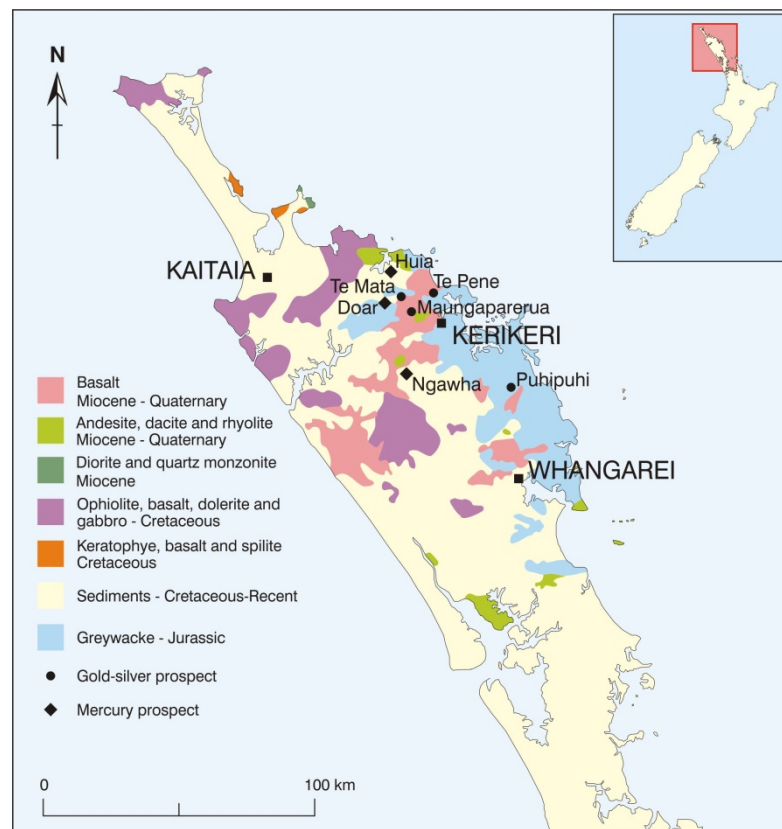 N
KAITAIA
Huia
Te Mata
Te Pene
Doar
Maungaparerua
KERIKERI
Ngawha
Puhipuhi
WHANGAREI
Basalt
Miocene - Quaternary
Andesite, dacite and rhyolite
Miocene - Quaternary
Diorite and quartz monzonite
Miocene
Ophiolite, basalt, dolerite and
gabbro - Cretaceous
Keratophye, basalt and spilite
Cretaceous
Sediments - Cretaceous-Recent
Greywacke - Jurassic
Gold-silver prospect
Mercury prospect
0
100 km